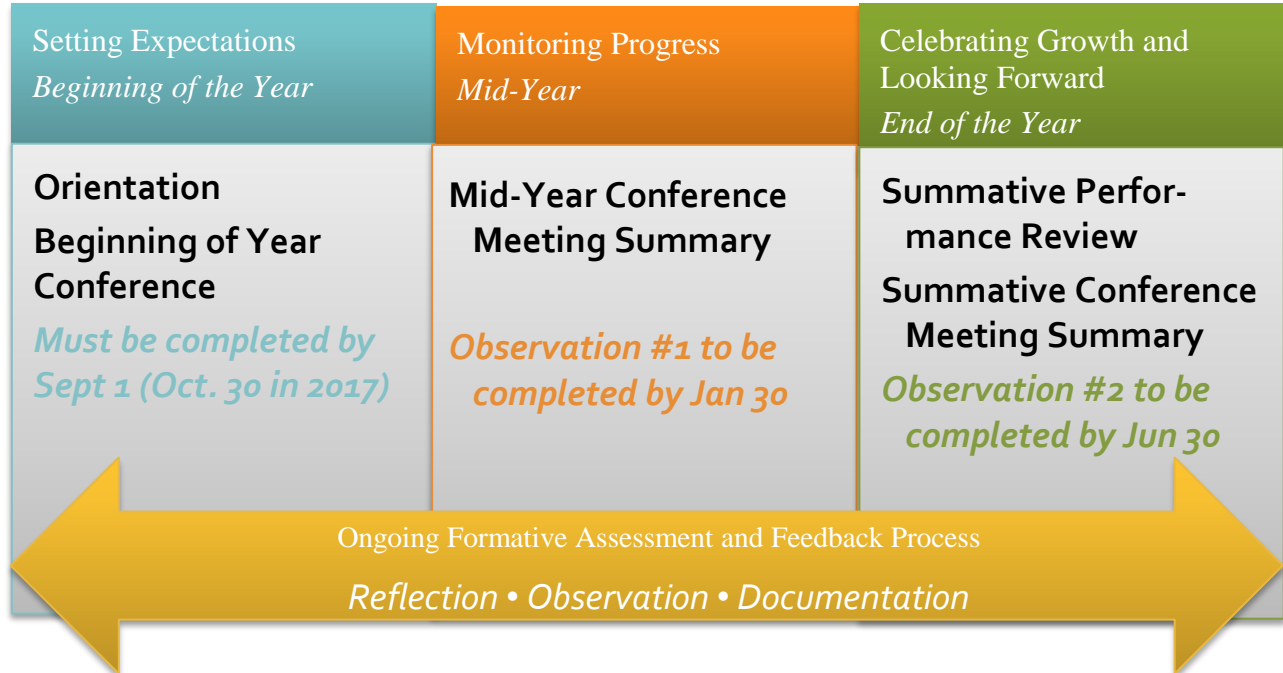 Setting Expectations
Beginning of the Year
Orientation
Beginning of Year
Conference
Must be completed by
Sept 1 (Oct. 30 in 2017)
Monitoring Progress
Mid-Year
Mid-Year Conference
Meeting Summary
Observation #1 to be
completed by Jan 30
Celebrating Growth and
Looking Forward
End of the Year
Summative Perfor-
mance Review
Summative Conference
Meeting Summary
Observation #2 to be
completed by Jun 30
Ongoing Formative Assessment and Feedback Process
Reflection • Observation • Documentation